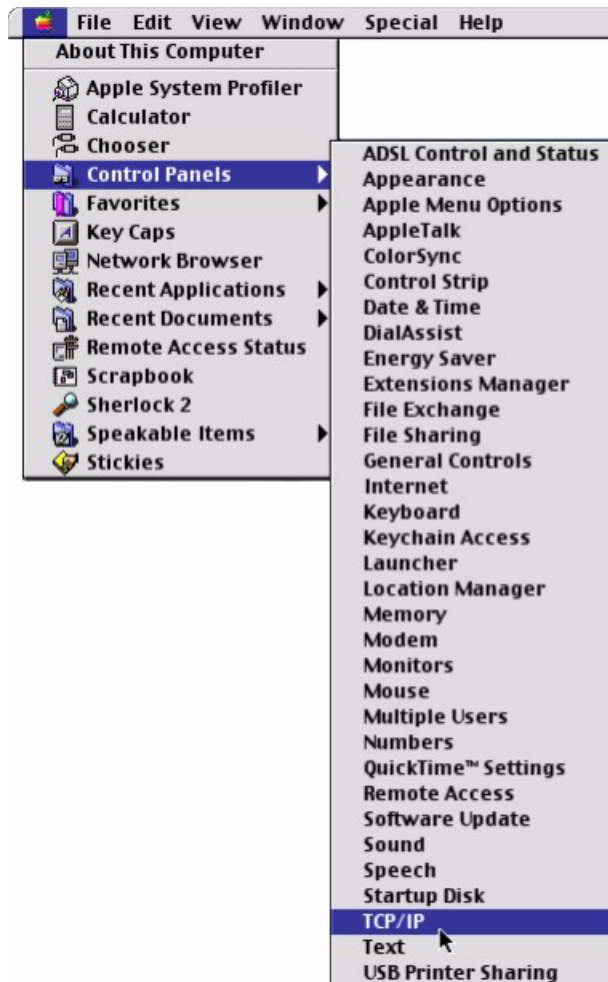 File Edit View Window Special Help
About This Computer
Apple System Profiler
Calculator
Chooser
Control Panels
Favorites
Key Caps
Network Browser
Recent Applications
Recent Documents
Remote Access Status
Scrapbook
Sherlock 2
Speakable Items
Stickies
ADSL Control and Status
Appearance
Apple Menu Options
AppleTalk
ColorSync
Control Strip
Date & Time
DialAssist
Energy Saver
Extensions Manager
File Exchange
File Sharing
General Controls
Internet
Keyboard
Keychain Access
Launcher
Location Manager
Memory
Modem
Monitors
Mouse
Multiple Users
Numbers
QuickTime™ Settings
Remote Access
Software Update
Sound
Speech
Startup Disk
TCP/IP
Text
USB Printer Sharing